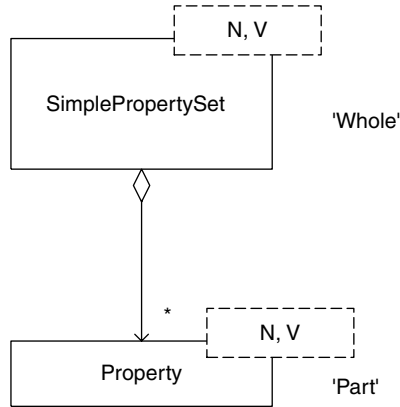 N, V
SimplePropertySet
'Whole'
*
N, V
Property
'Part'